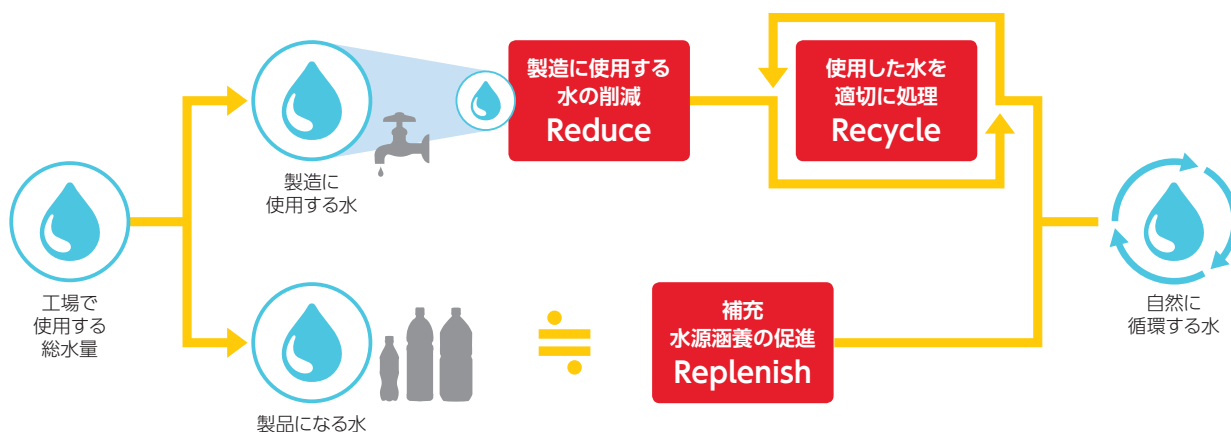 工場で
使用する
総水量
製造に
使用する水
製造に使用する
水の削減
Reduce
使用した水を
適切に処理
Recycle
製品になる水
≒
補充
水源涵養の促進
Replenish
自然に
循環する水